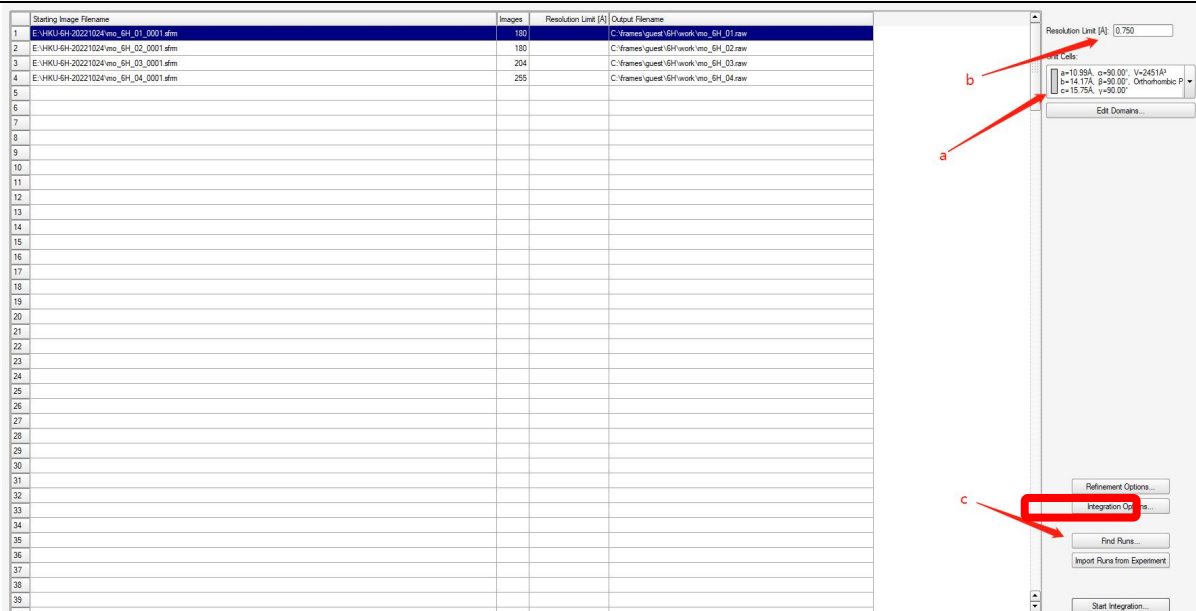 Starting Image Filename Images Resolution Limit [Å] Output Filename
1 E:\HKU-6H-20221024\mo_6H_01_0001.sfrm 180 C:\frames\guest\6H\work\mo_6H_01.raw
2 E:\HKU-6H-20221024\mo_6H_02_0001.sfrm 180 C:\frames\guest\6H\work\mo_6H_02.raw
3 E:\HKU-6H-20221024\mo_6H_03_0001.sfrm 204 C:\frames\guest\6H\work\mo_6H_03.raw
4 E:\HKU-6H-20221024\mo_6H_04_0001.sfrm 255 C:\frames\guest\6H\work\mo_6H_04.raw
5
6
7
8
9
10
11
12
13
14
15
16
17
18
19
20
21
22
23
24
25
26
27
28
29
30
31
32
33
34
35
36
37
38
39
Resolution Limit [Å]: 0.750
Unit Cells:
b
a=10.99Å, α=90.00°, V=2451Å³
b=14.17Å, β=90.00°, Orthorhombic P
c=15.75Å, γ=90.00°
Edit Domains...
a
Refinement Options...
c
Integration Options...
Find Runs...
Import Runs from Experiment
Start Integration...